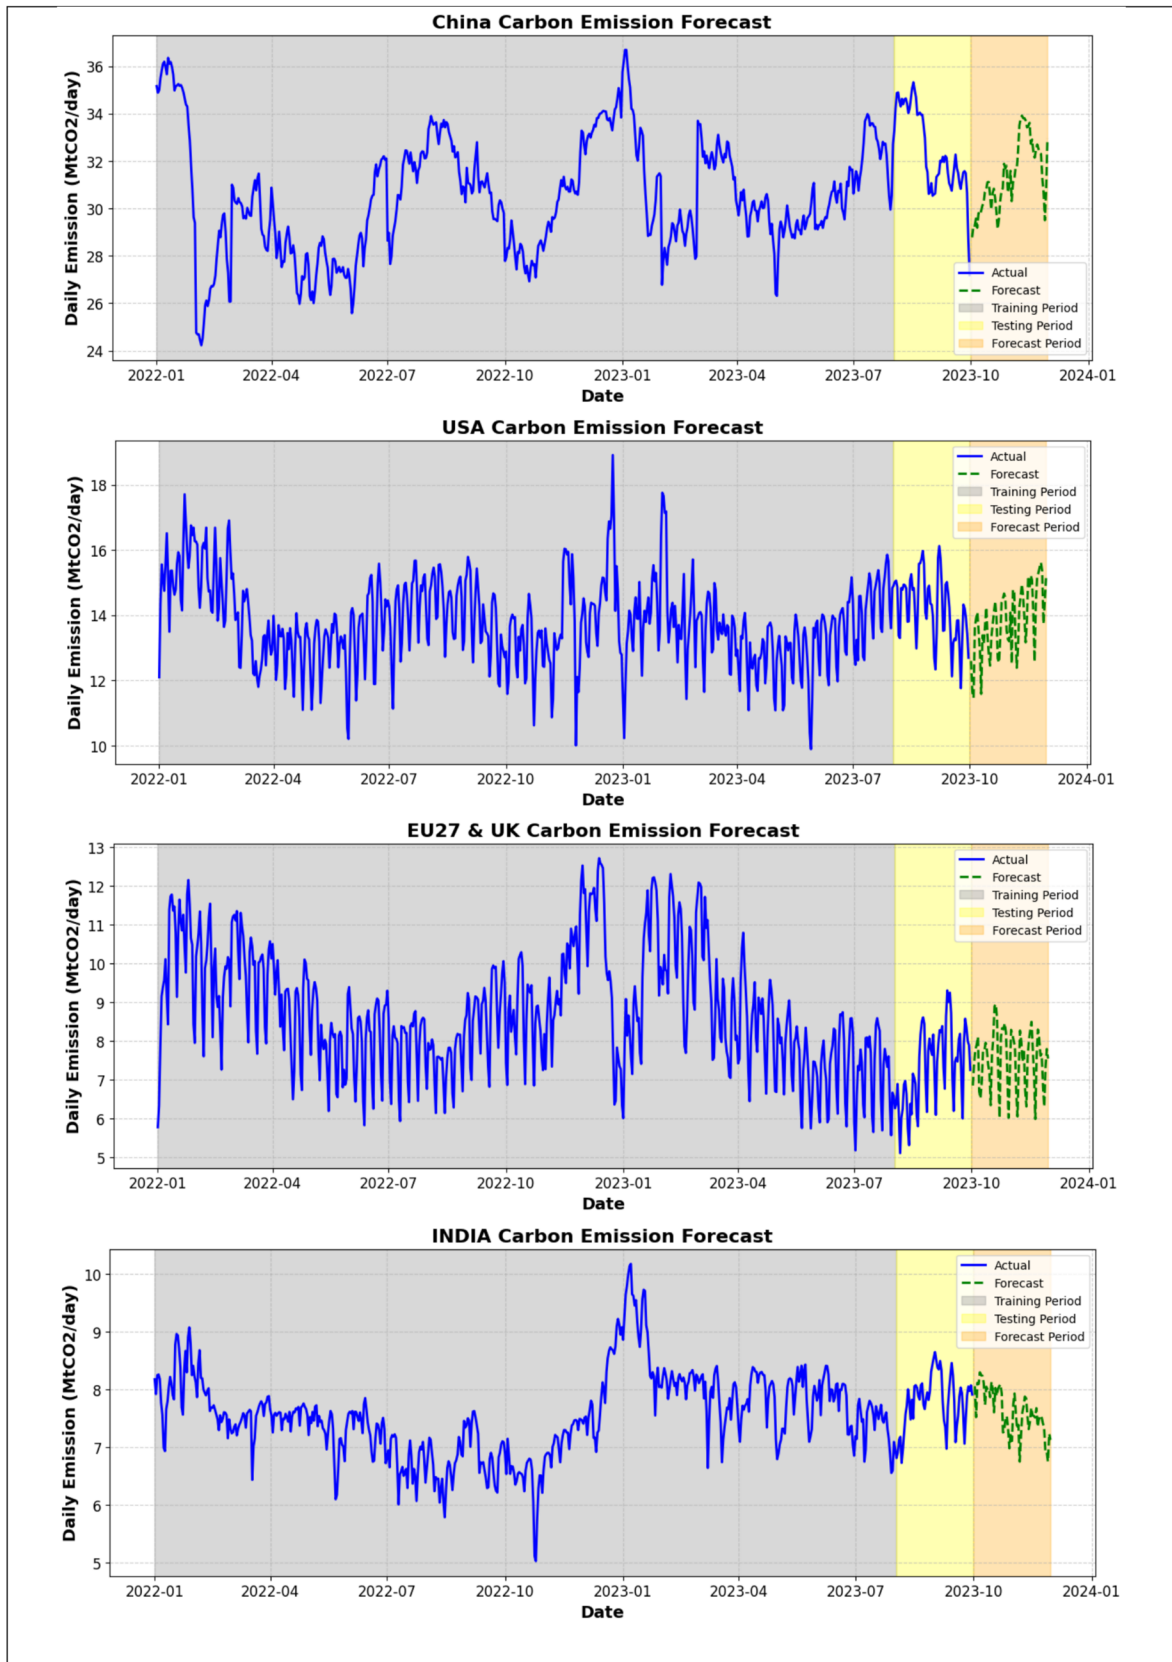 China Carbon Emission Forecast
Daily Emission (MtCO2/day)
36
34
32
30
28
26
24
Actual
Forecast
Training Period
Testing Period
Forecast Period
2022-01 2022-04 2022-07 2022-10 2023-01 2023-04 2023-07 2023-10 2024-01
Date
USA Carbon Emission Forecast
Daily Emission (MtCO2/day)
18
16
14
12
10
Actual
Forecast
Training Period
Testing Period
Forecast Period
2022-01 2022-04 2022-07 2022-10 2023-01 2023-04 2023-07 2023-10 2024-01
Date
EU27 & UK Carbon Emission Forecast
Daily Emission (MtCO2/day)
13
12
11
10
9
8
7
6
5
Actual
Forecast
Training Period
Testing Period
Forecast Period
2022-01 2022-04 2022-07 2022-10 2023-01 2023-04 2023-07 2023-10 2024-01
Date
INDIA Carbon Emission Forecast
Daily Emission (MtCO2/day)
10
9
8
7
6
5
Actual
Forecast
Training Period
Testing Period
Forecast Period
2022-01 2022-04 2022-07 2022-10 2023-01 2023-04 2023-07 2023-10 2024-01
Date